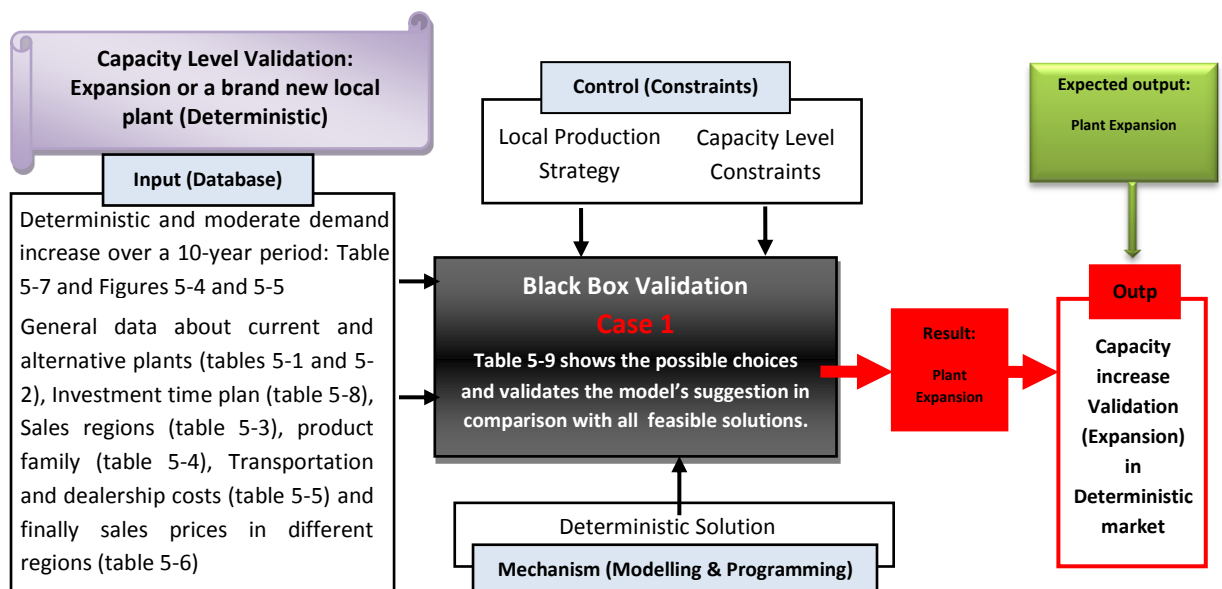 Capacity Level Validation:
Expansion or a brand new local
plant (Deterministic)
Input (Database)
Deterministic and moderate demand
increase over a 10-year period: Table
5-7 and Figures 5-4 and 5-5
General data about current and
alternative plants (tables 5-1 and 5-
2), Investment time plan (table 5-8),
Sales regions (table 5-3), product
family (table 5-4), Transportation
and dealership costs (table 5-5) and
finally sales prices in different
regions (table 5-6)
Control (Constraints)
Local Production
Strategy
Capacity Level
Constraints
Black Box Validation
Case 1
Table 5-9 shows the possible choices
and validates the model's suggestion in
comparison with all feasible solutions.
Deterministic Solution
Mechanism (Modelling & Programming)
Result:
Plant
Expansion
Expected output:
Plant Expansion
Outp
Capacity
increase
Validation
(Expansion)
in
Deterministic
market